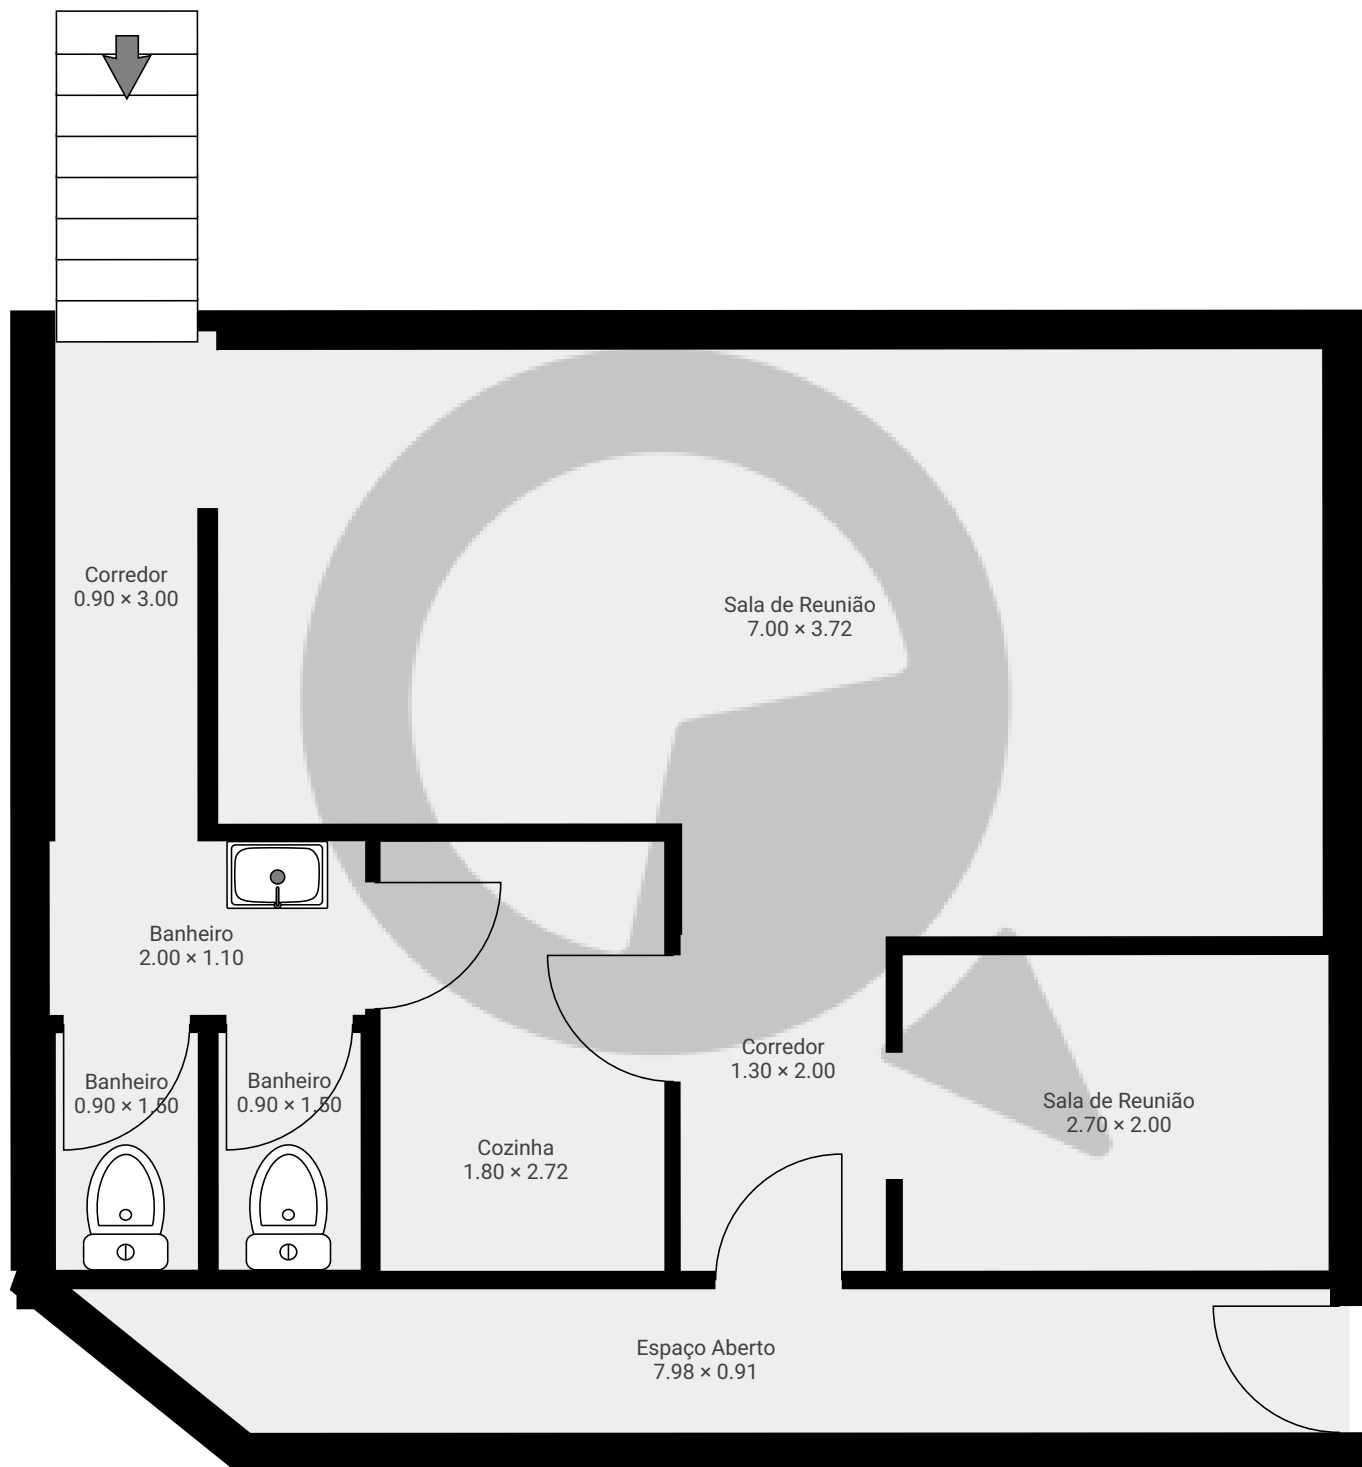 Corredor
0.90 × 3.00
Sala de Reunião
7.00 × 3.72
Banheiro
2.00 × 1.10
Banheiro
0.90 × 1.50
Banheiro
0.90 × 1.50
Cozinha
1.80 × 2.72
Corredor
1.30 × 2.00
Sala de Reunião
2.70 × 2.00
Espaço Aberto
7.98 × 0.91